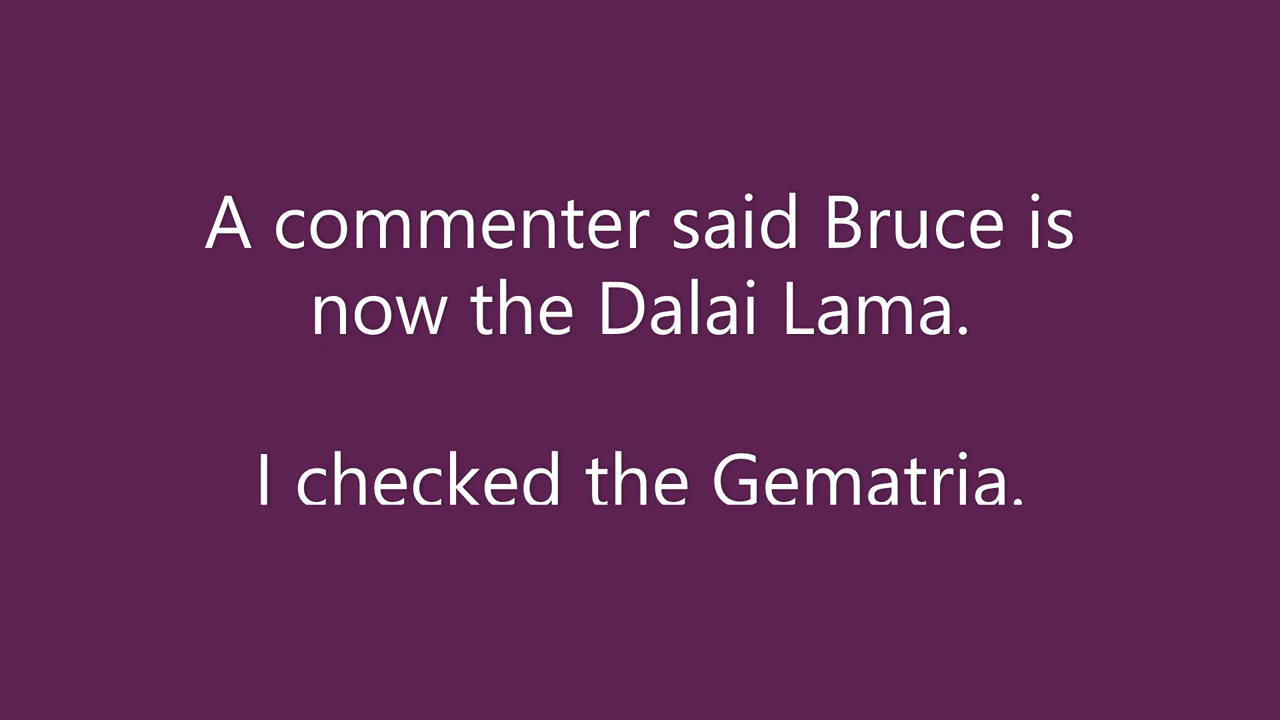 A commenter said Bruce is
now the Dalai Lama.
I checked the Gematria.